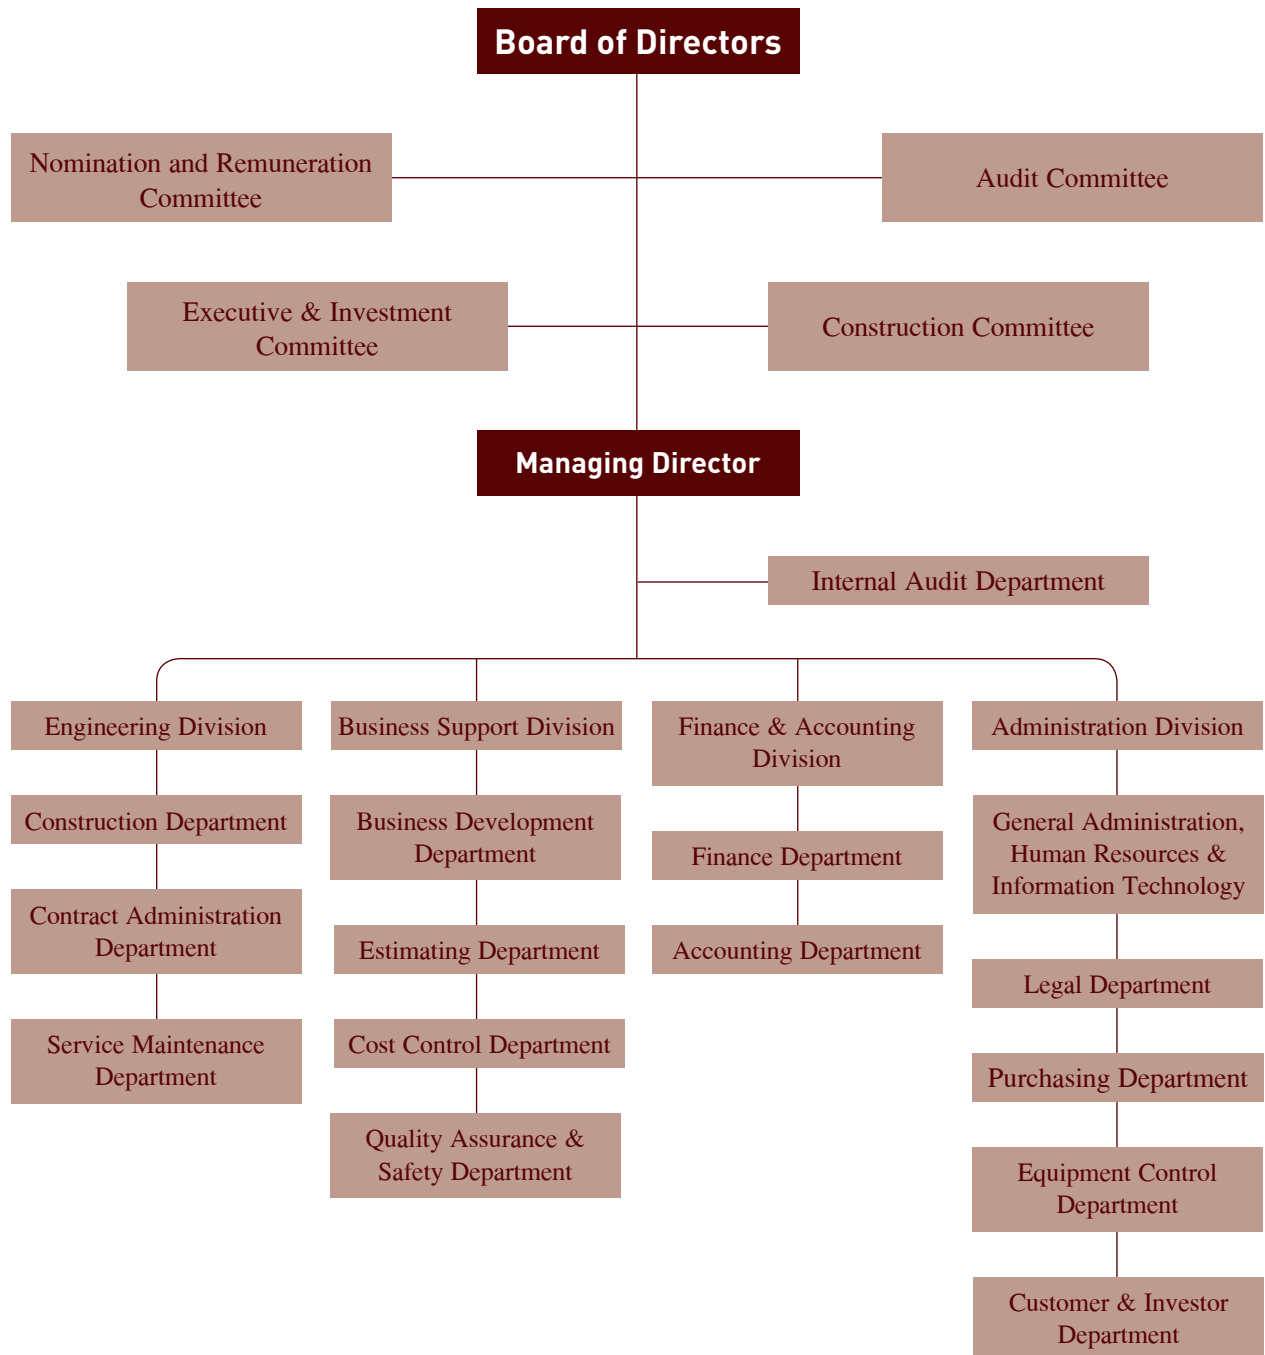 Board of Directors
Nomination and Remuneration
Committee
Audit Committee
Executive & Investment
Committee
Construction Committee
Managing Director
Internal Audit Department
Engineering Division
Construction Department
Contract Administration
Department
Service Maintenance
Department
Business Support Division
Business Development
Department
Estimating Department
Cost Control Department
Quality Assurance &
Safety Department
Finance & Accounting
Division
Finance Department
Accounting Department
Administration Division
General Administration,
Human Resources &
Information Technology
Legal Department
Purchasing Department
Equipment Control
Department
Customer & Investor
Department